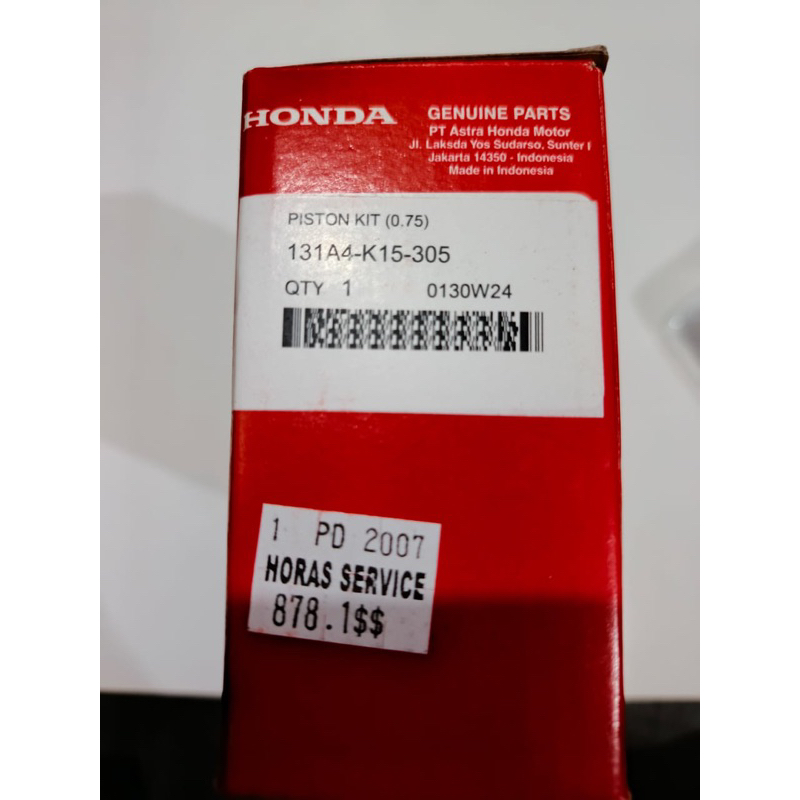 HONDA
GENUINE PARTS
PT Astra Honda Motor
Jl. Laksda Yos Sudarso, Sunter I
Jakarta 14350 - Indonesia
Made in Indonesia
PISTON KIT (0.75)
131A4-K15-305
QTY 1 0130W24
1 PD 2007
HORAS SERVICE
878.1$$